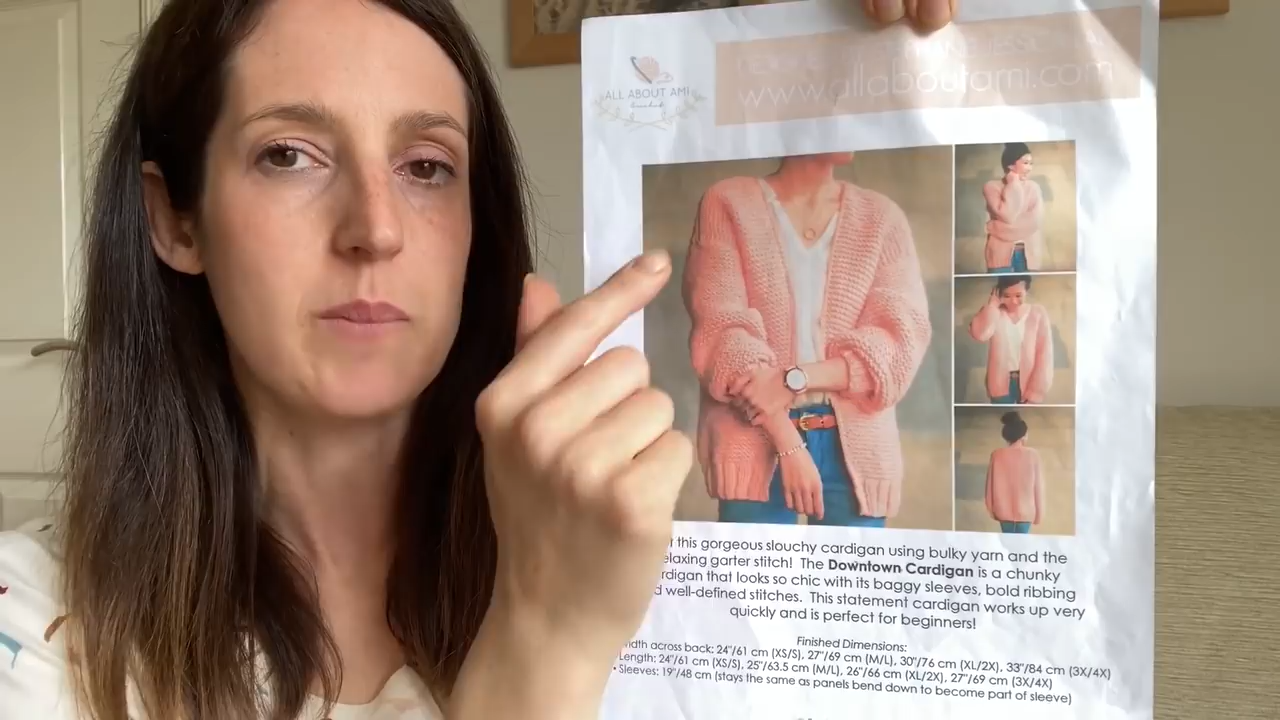 ALL ABOUT AMI
www.allaboutami.com
this gorgeous slouchy cardigan using bulky yarn and the
elaxing garter stitch! The Downtown Cardigan is a chunky
rdigan that looks so chic with its baggy sleeves, bold ribbing
d well-defined stitches. This statement cardigan works up very
quickly and is perfect for beginners!
Finished Dimensions:
Width across back: 24"/61 cm (XS/S), 27"/69 cm (M/L), 30"/76 cm (XL/2X), 33"/84 cm (3X/4X)
Length: 24"/61 cm (XS/S), 25"/63.5 cm (M/L), 26"/66 cm (XL/2X), 27"/69 cm (3X/4X)
• Sleeves: 19"/48 cm (stays the same as panels bend down to become part of sleeve)